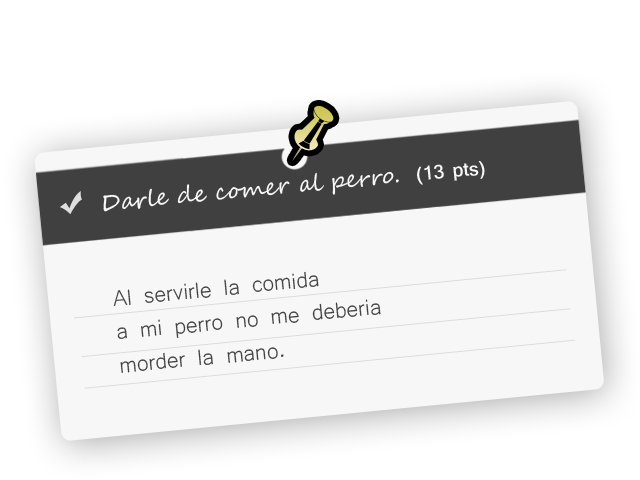 Darle de comer al perro. (13 pts)
Al servirle la comida
a mi perro no me deberia
morder la mano.